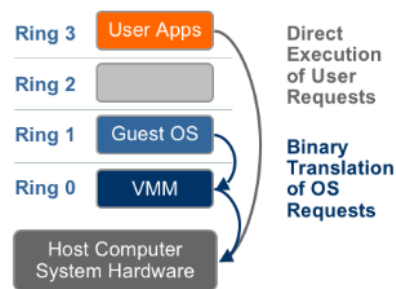 Ring 3
User Apps
Ring 2
Ring 1
Guest OS
Ring 0
VMM
Host Computer
System Hardware
Direct
Execution
of User
Requests
Binary
Translation
of OS
Requests